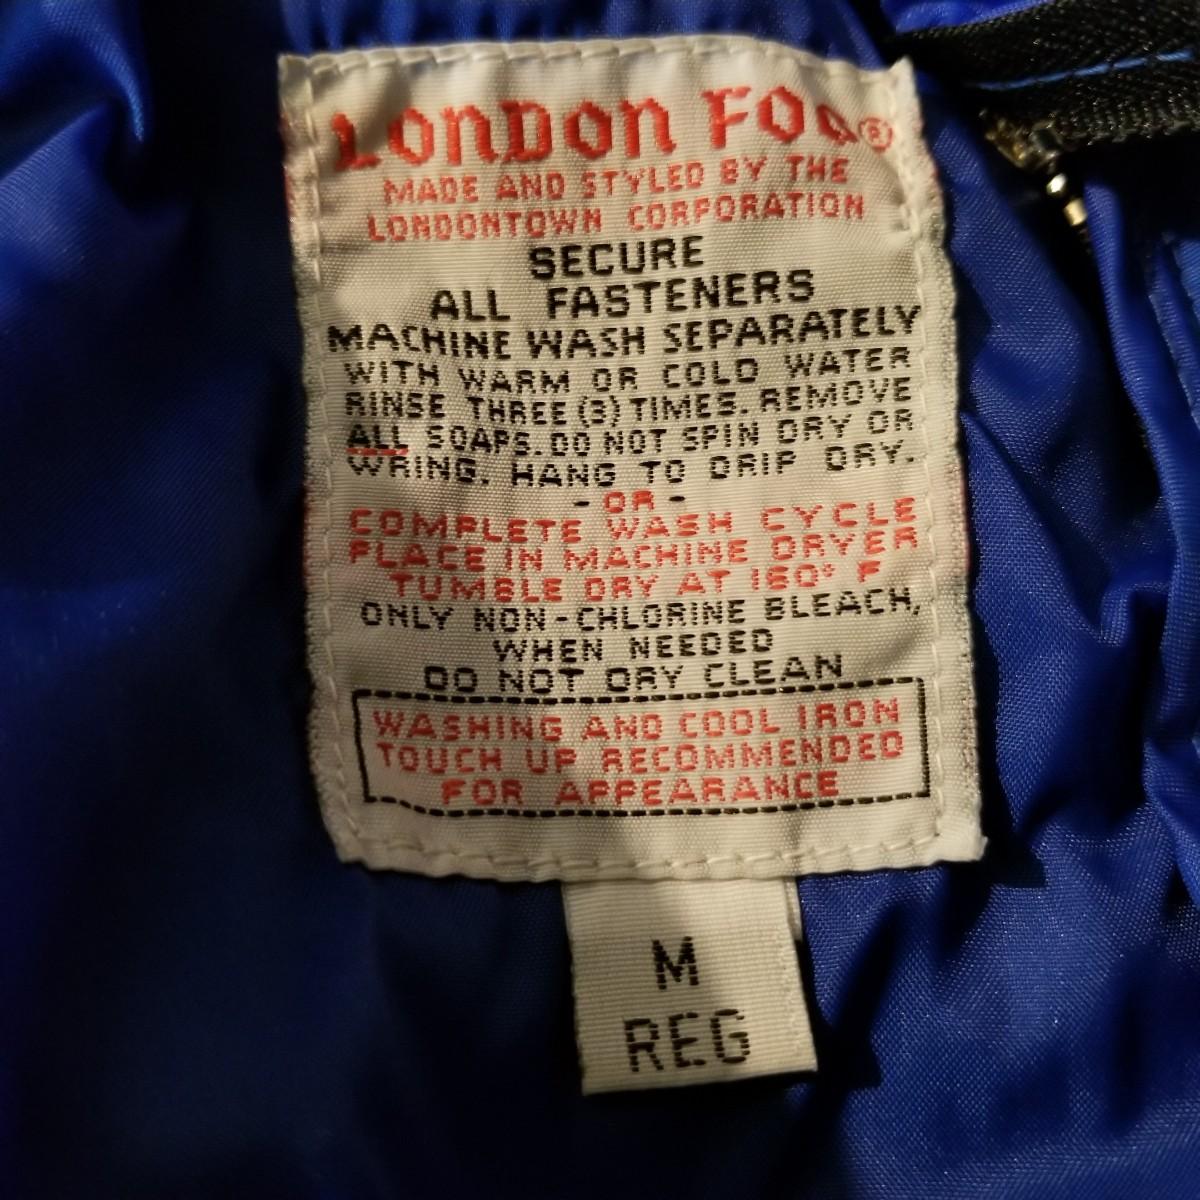 LONDON FOG®
MADE AND STYLED BY THE
LONDONTOWN CORPORATION
SECURE
ALL FASTENERS
MACHINE WASH SEPARATELY
WITH WARM OR COLD WATER
RINSE THREE (3) TIMES. REMOVE
ALL SOAPS. DO NOT SPIN DRY OR
WRING. HANG TO DRIP DRY.
- OR -
COMPLETE WASH CYCLE
PLACE IN MACHINE DRYER
TUMBLE DRY AT 160° F
ONLY NON-CHLORINE BLEACH,
WHEN NEEDED
DO NOT DRY CLEAN
WASHING AND COOL IRON
TOUCH UP RECOMMENDED
FOR APPEARANCE
M
REG